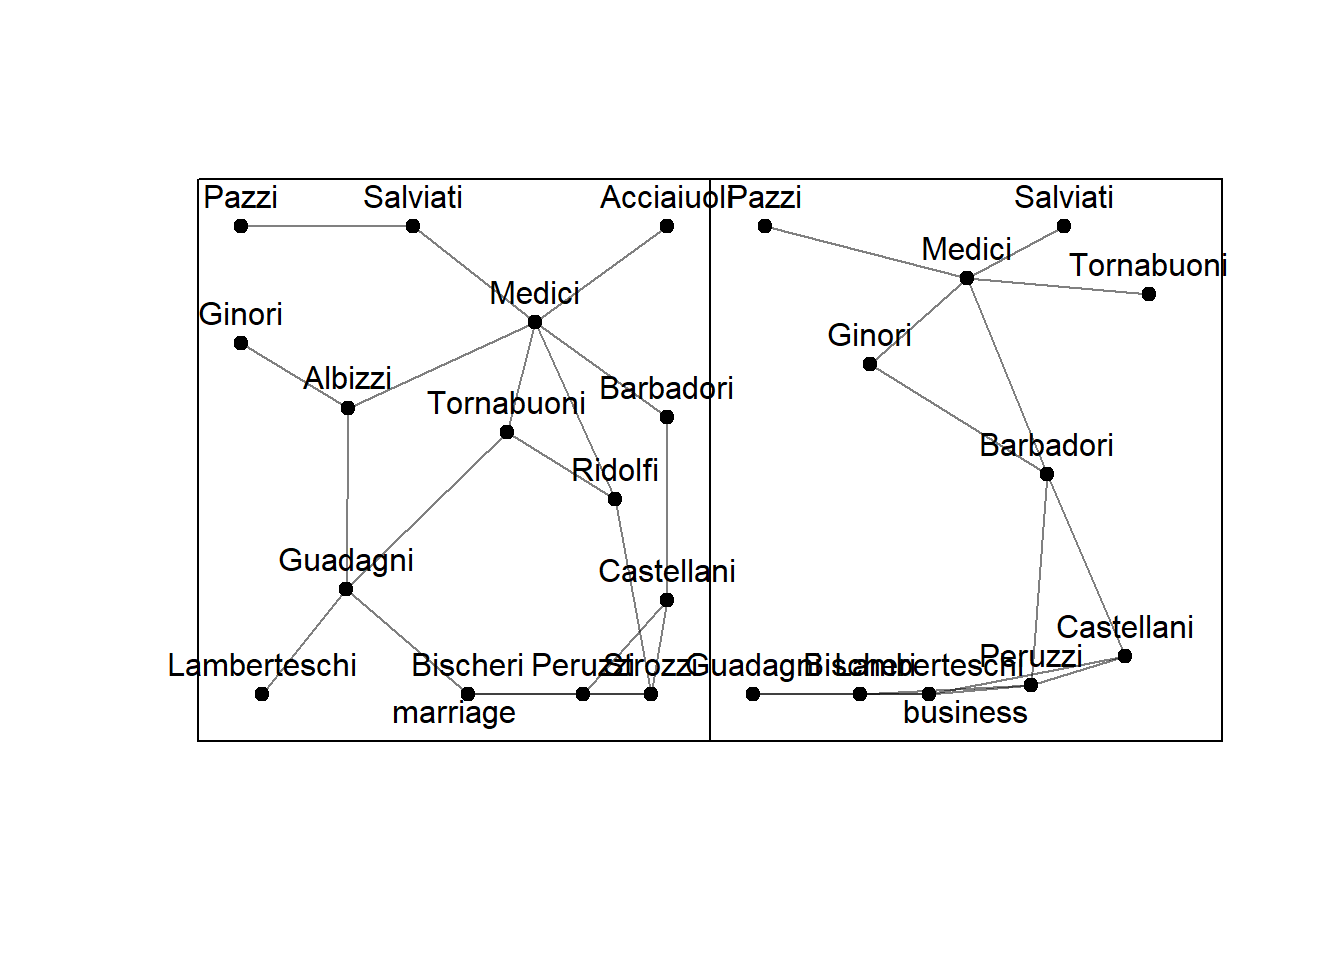 Pazzi
Salviati
Acciaiuoli
Medici
Ginori
Albizzi
Tornabuoni
Barbadori
Ridolfi
Guadagni
Castellani
Lamberteschi
Bischeri
Peruzzi
Strozzi
marriage
Pazzi
Salviati
Medici
Tornabuoni
Ginori
Barbadori
Castellani
Guadagni
Bischeri
Lamberteschi
Peruzzi
business